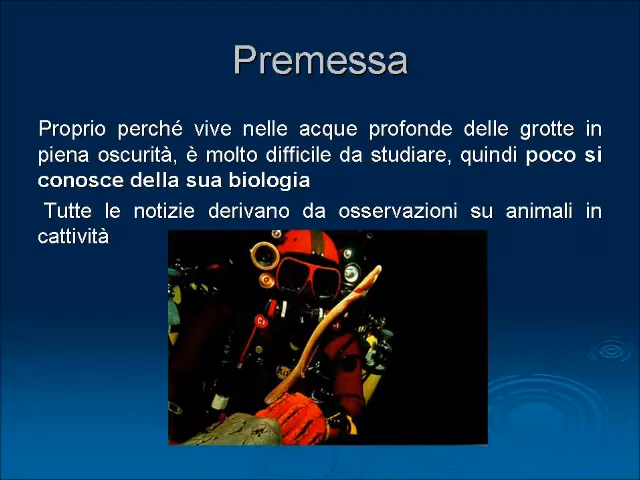 Premessa
Proprio perché vive nelle acque profonde delle grotte in
piena oscurità, è molto difficile da studiare, quindi poco si
conosce della sua biologia
Tutte le notizie derivano da osservazioni su animali in
cattività